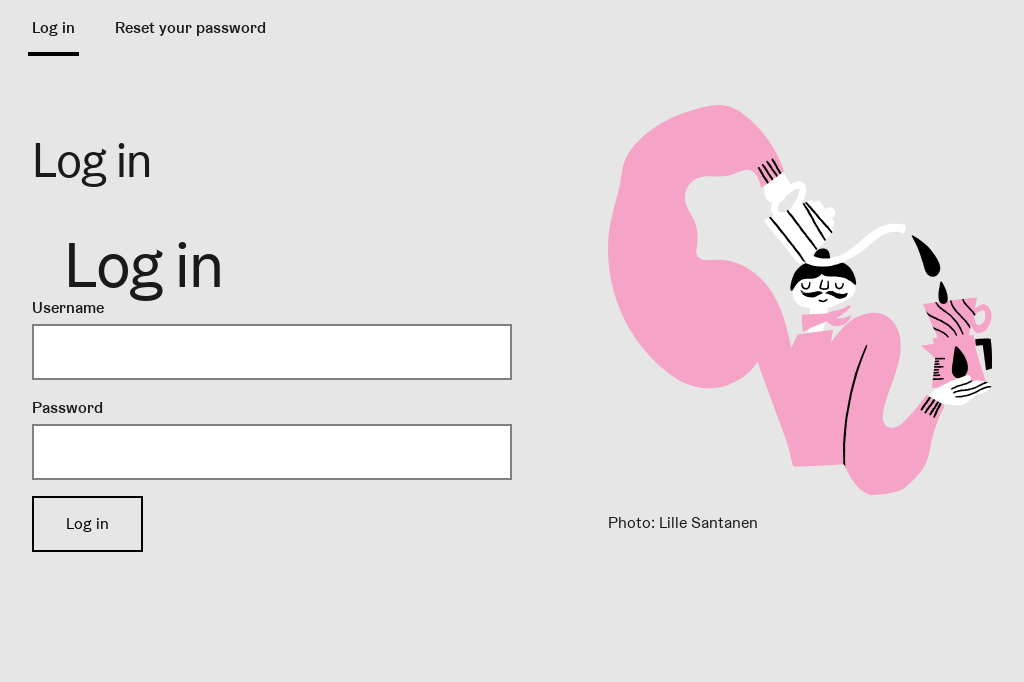 Log in
Reset your password
Log in
Log in
Username
Password
Log in
Photo: Lille Santanen